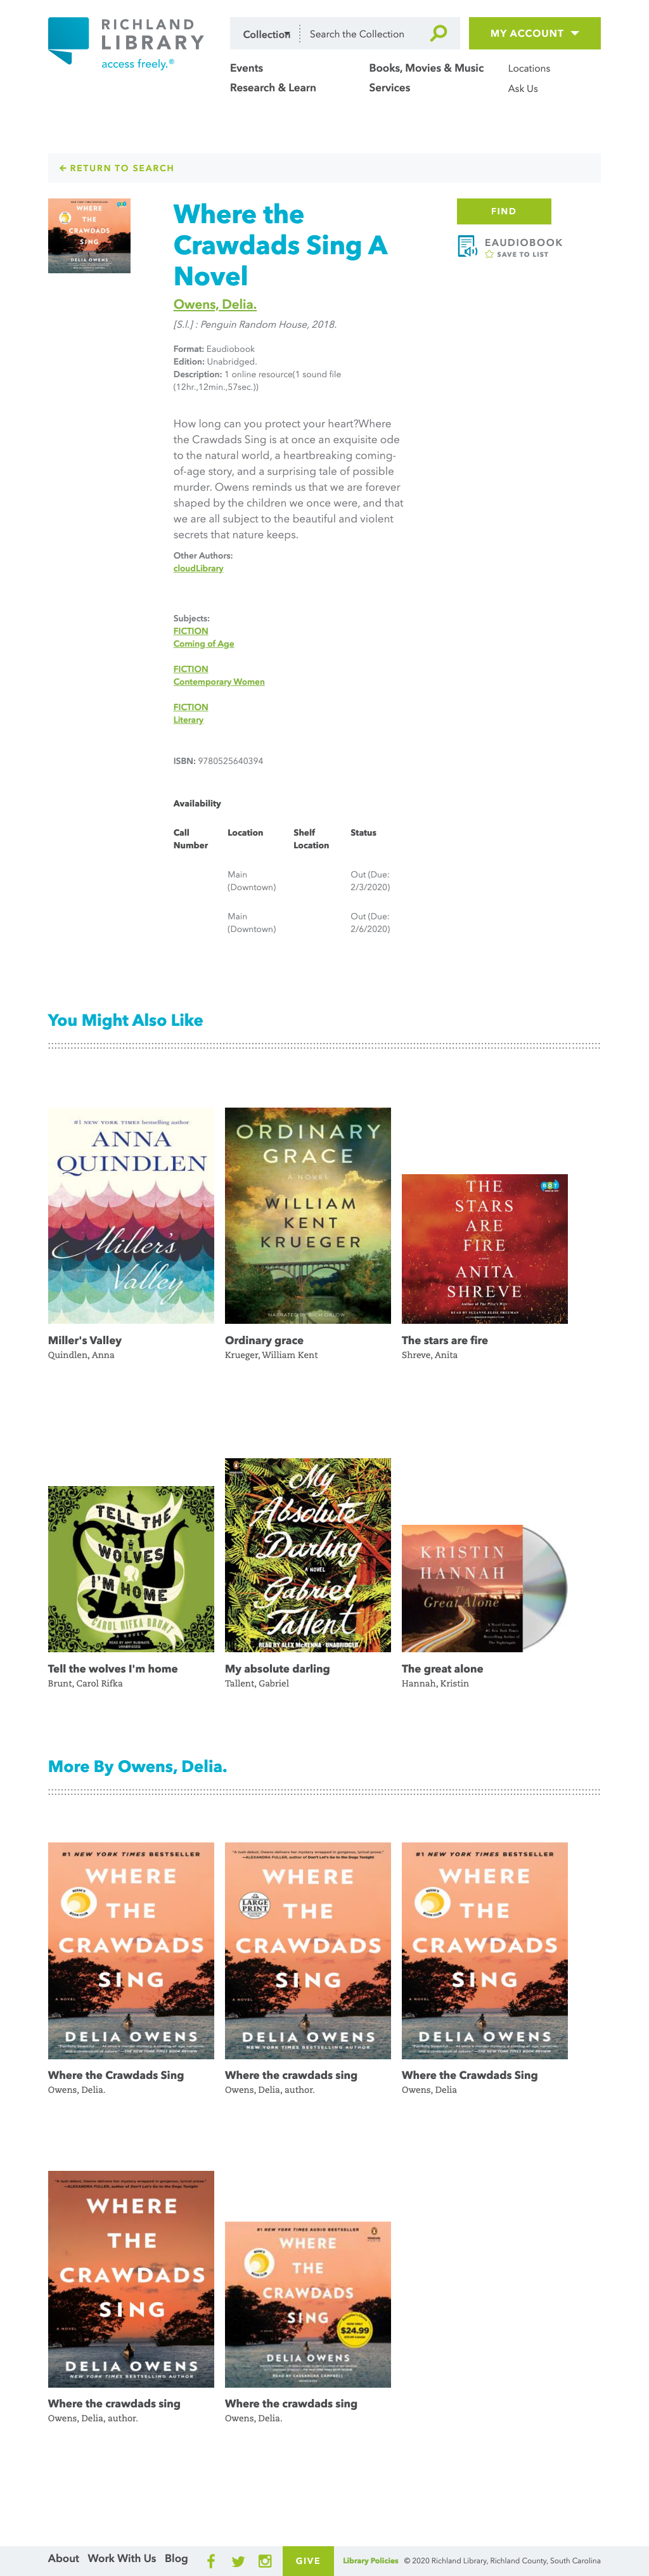 RICHLAND
LIBRARY
access freely.®
Collection
Search the Collection
MY ACCOUNT
Events
Books, Movies & Music
Locations
Research & Learn
Services
Ask Us
RETURN TO SEARCH
WHERE
THE
CRAWDADS
SING
DELIA OWENS
Where the
Crawdads Sing A
Novel
Owens, Delia.
[S.l.] : Penguin Random House, 2018.
Format: Eaudiobook
Edition: Unabridged.
Description: 1 online resource(1 sound file
(12hr.,12min.,57sec.))
FIND
EAUDIOBOOK
SAVE TO LIST
How long can you protect your heart?Where
the Crawdads Sing is at once an exquisite ode
to the natural world, a heartbreaking coming-
of-age story, and a surprising tale of possible
murder. Owens reminds us that we are forever
shaped by the children we once were, and that
we are all subject to the beautiful and violent
secrets that nature keeps.
Other Authors:
cloudLibrary
Subjects:
FICTION
Coming of Age
FICTION
Contemporary Women
FICTION
Literary
ISBN: 9780525640394
Availability
Call Number Location Shelf Location Status
Main (Downtown) Out (Due: 2/3/2020)
Main (Downtown) Out (Due: 2/6/2020)
You Might Also Like
#1 NEW YORK TIMES bestselling author
ANNA
QUINDLEN
Miller's
Valley
ORDINARY
GRACE
A NOVEL
WILLIAM
KENT
KRUEGER
THE
STARS
ARE
FIRE
ANITA
SHREVE
Miller's Valley
Quindlen, Anna
Ordinary grace
Krueger, William Kent
The stars are fire
Shreve, Anita
TELL THE
WOLVES
I'M HOME
CAROL RIFKA BRUNT
My
Absolute
Darling
A NOVEL
Gabriel
Tallent
READ BY ALEX McKENNA · UNABRIDGED
KRISTIN
HANNAH
The
Great Alone
Tell the wolves I'm home
Brunt, Carol Rifka
My absolute darling
Tallent, Gabriel
The great alone
Hannah, Kristin
More By Owens, Delia.
#1 NEW YORK TIMES BESTSELLER
WHERE
THE
CRAWDADS
SING
A NOVEL
DELIA OWENS
WHERE
LARGE
PRINT
THE
CRAWDADS
SING
A NOVEL
DELIA OWENS
NEW YORK TIMES BESTSELLING AUTHOR
#1 NEW YORK TIMES BESTSELLER
WHERE
THE
CRAWDADS
SING
A NOVEL
DELIA OWENS
Where the Crawdads Sing
Owens, Delia.
Where the crawdads sing
Owens, Delia, author.
Where the Crawdads Sing
Owens, Delia
WHERE
THE
CRAWDADS
SING
A NOVEL
DELIA OWENS
NEW YORK TIMES BESTSELLING AUTHOR
#1 NEW YORK TIMES AUDIO BESTSELLER
WHERE
THE
CRAWDADS
SING
$24.99
DELIA OWENS
READ BY CASSANDRA CAMPBELL
Where the crawdads sing
Owens, Delia, author.
Where the crawdads sing
Owens, Delia.
About Work With Us Blog
GIVE
Library Policies © 2020 Richland Library, Richland County, South Carolina